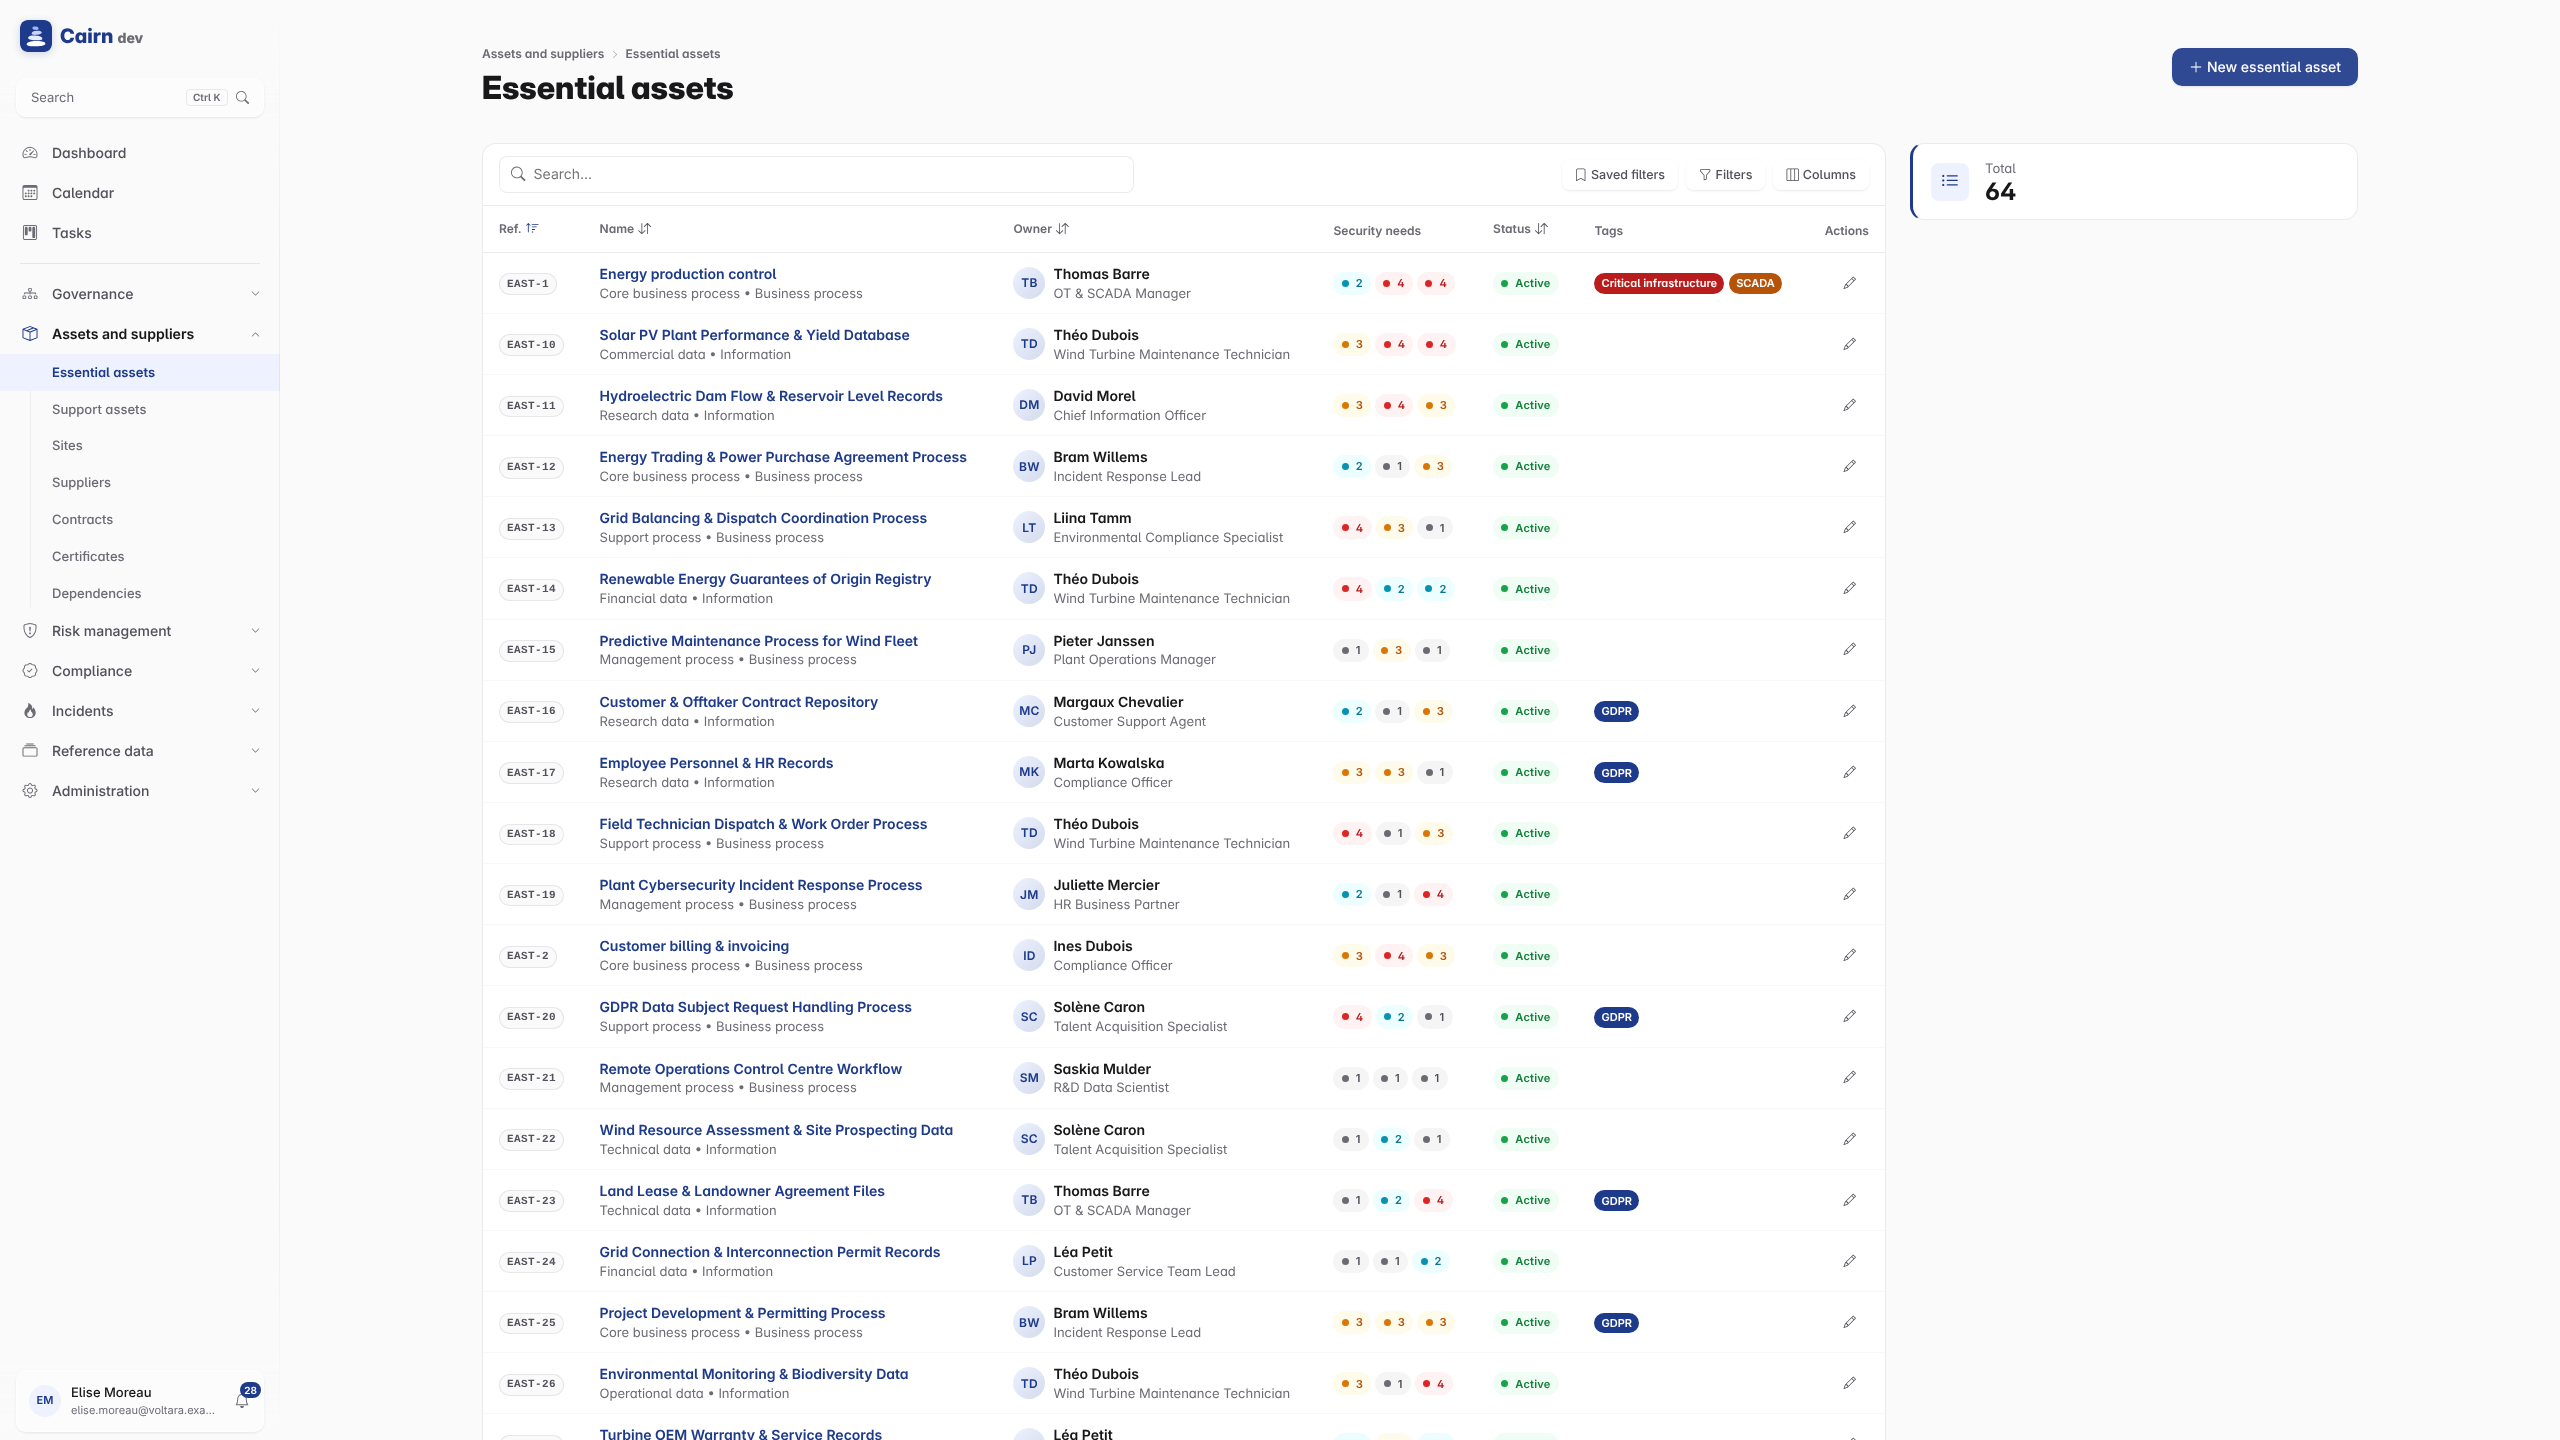 Cairn dev
Search Ctrl K
Dashboard
Calendar
Tasks
Governance
Assets and suppliers
Essential assets
Support assets
Sites
Suppliers
Contracts
Certificates
Dependencies
Risk management
Compliance
Incidents
Reference data
Administration
EM Elise Moreau 28
elise.moreau@voltara.exa...
Assets and suppliers > Essential assets
Essential assets
+ New essential asset
Search... Saved filters Filters Columns
Total
64
Ref. Name Owner Security needs Status Tags Actions
EAST-1 Energy production control TB Thomas Barre 2 4 4 Active Critical infrastructure SCADA
Core business process • Business process OT & SCADA Manager
EAST-10 Solar PV Plant Performance & Yield Database TD Théo Dubois 3 4 4 Active
Commercial data • Information Wind Turbine Maintenance Technician
EAST-11 Hydroelectric Dam Flow & Reservoir Level Records DM David Morel 3 4 3 Active
Research data • Information Chief Information Officer
EAST-12 Energy Trading & Power Purchase Agreement Process BW Bram Willems 2 1 3 Active
Core business process • Business process Incident Response Lead
EAST-13 Grid Balancing & Dispatch Coordination Process LT Liina Tamm 4 3 1 Active
Support process • Business process Environmental Compliance Specialist
EAST-14 Renewable Energy Guarantees of Origin Registry TD Théo Dubois 4 2 2 Active
Financial data • Information Wind Turbine Maintenance Technician
EAST-15 Predictive Maintenance Process for Wind Fleet PJ Pieter Janssen 1 3 1 Active
Management process • Business process Plant Operations Manager
EAST-16 Customer & Offtaker Contract Repository MC Margaux Chevalier 2 1 3 Active GDPR
Research data • Information Customer Support Agent
EAST-17 Employee Personnel & HR Records MK Marta Kowalska 3 3 1 Active GDPR
Research data • Information Compliance Officer
EAST-18 Field Technician Dispatch & Work Order Process TD Théo Dubois 4 1 3 Active
Support process • Business process Wind Turbine Maintenance Technician
EAST-19 Plant Cybersecurity Incident Response Process JM Juliette Mercier 2 1 4 Active
Management process • Business process HR Business Partner
EAST-2 Customer billing & invoicing ID Ines Dubois 3 4 3 Active
Core business process • Business process Compliance Officer
EAST-20 GDPR Data Subject Request Handling Process SC Solène Caron 4 2 1 Active GDPR
Support process • Business process Talent Acquisition Specialist
EAST-21 Remote Operations Control Centre Workflow SM Saskia Mulder 1 1 1 Active
Management process • Business process R&D Data Scientist
EAST-22 Wind Resource Assessment & Site Prospecting Data SC Solène Caron 1 2 1 Active
Technical data • Information Talent Acquisition Specialist
EAST-23 Land Lease & Landowner Agreement Files TB Thomas Barre 1 2 4 Active GDPR
Technical data • Information OT & SCADA Manager
EAST-24 Grid Connection & Interconnection Permit Records LP Léa Petit 1 1 2 Active
Financial data • Information Customer Service Team Lead
EAST-25 Project Development & Permitting Process BW Bram Willems 3 3 3 Active GDPR
Core business process • Business process Incident Response Lead
EAST-26 Environmental Monitoring & Biodiversity Data TD Théo Dubois 3 1 4 Active
Operational data • Information Wind Turbine Maintenance Technician
Turbine OEM Warranty & Service Records Léa Petit